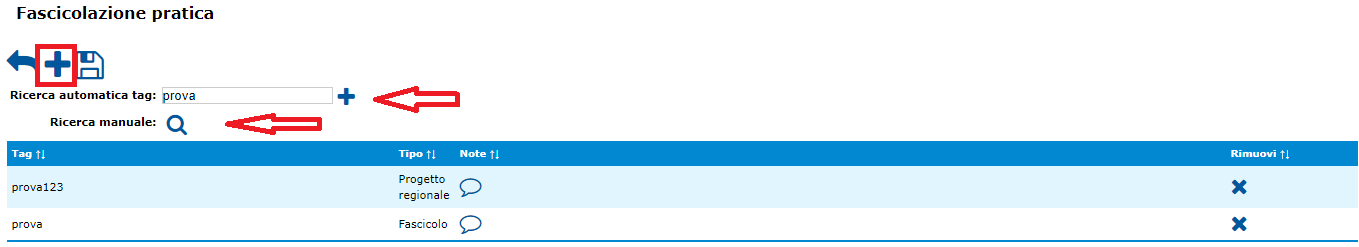 Fascicolazione pratica
Ricerca automatica tag: prova
Ricerca manuale:
Tag Tipo Note Rimuovi
prova123 Progetto regionale
prova Fascicolo